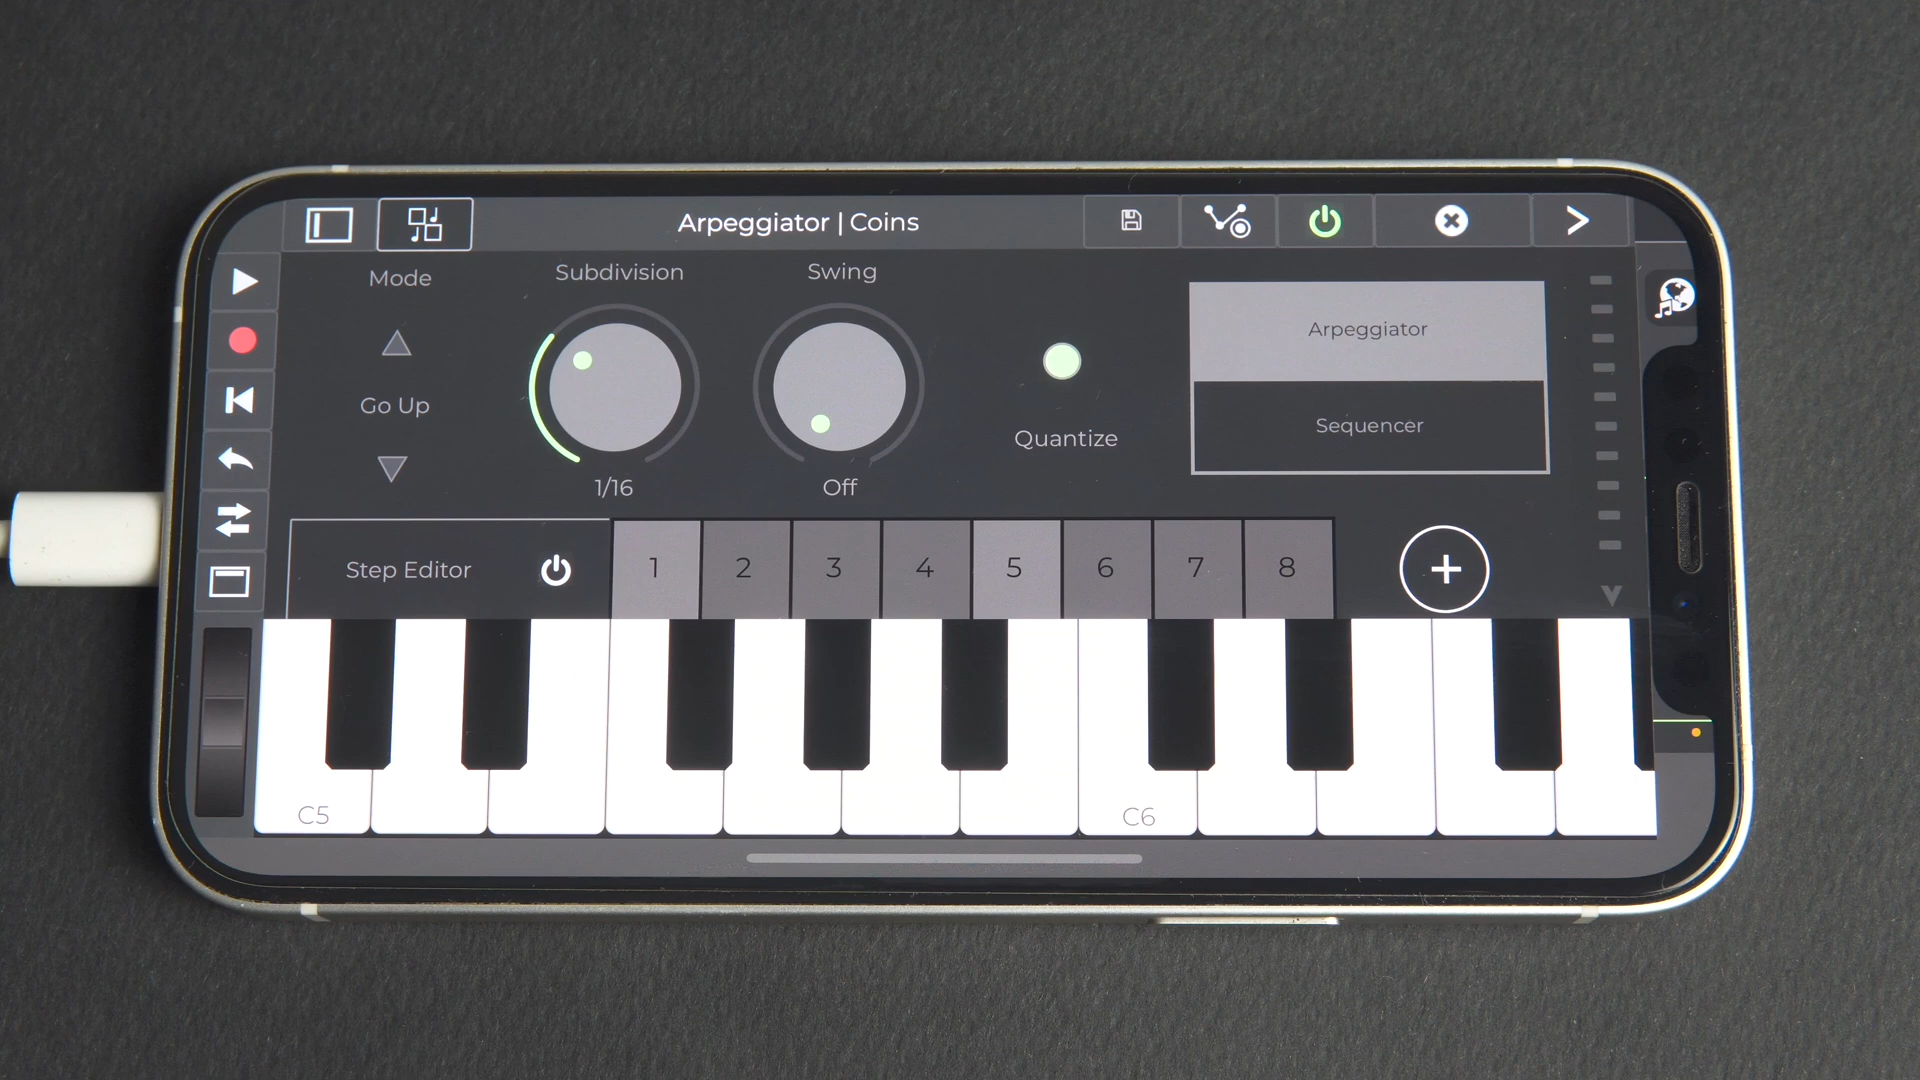 Arpeggiator | Coins
Mode
Subdivision
Swing
Go Up
1/16
Off
Quantize
Arpeggiator
Sequencer
Step Editor
1 2 3 4 5 6 7 8
C5
C6